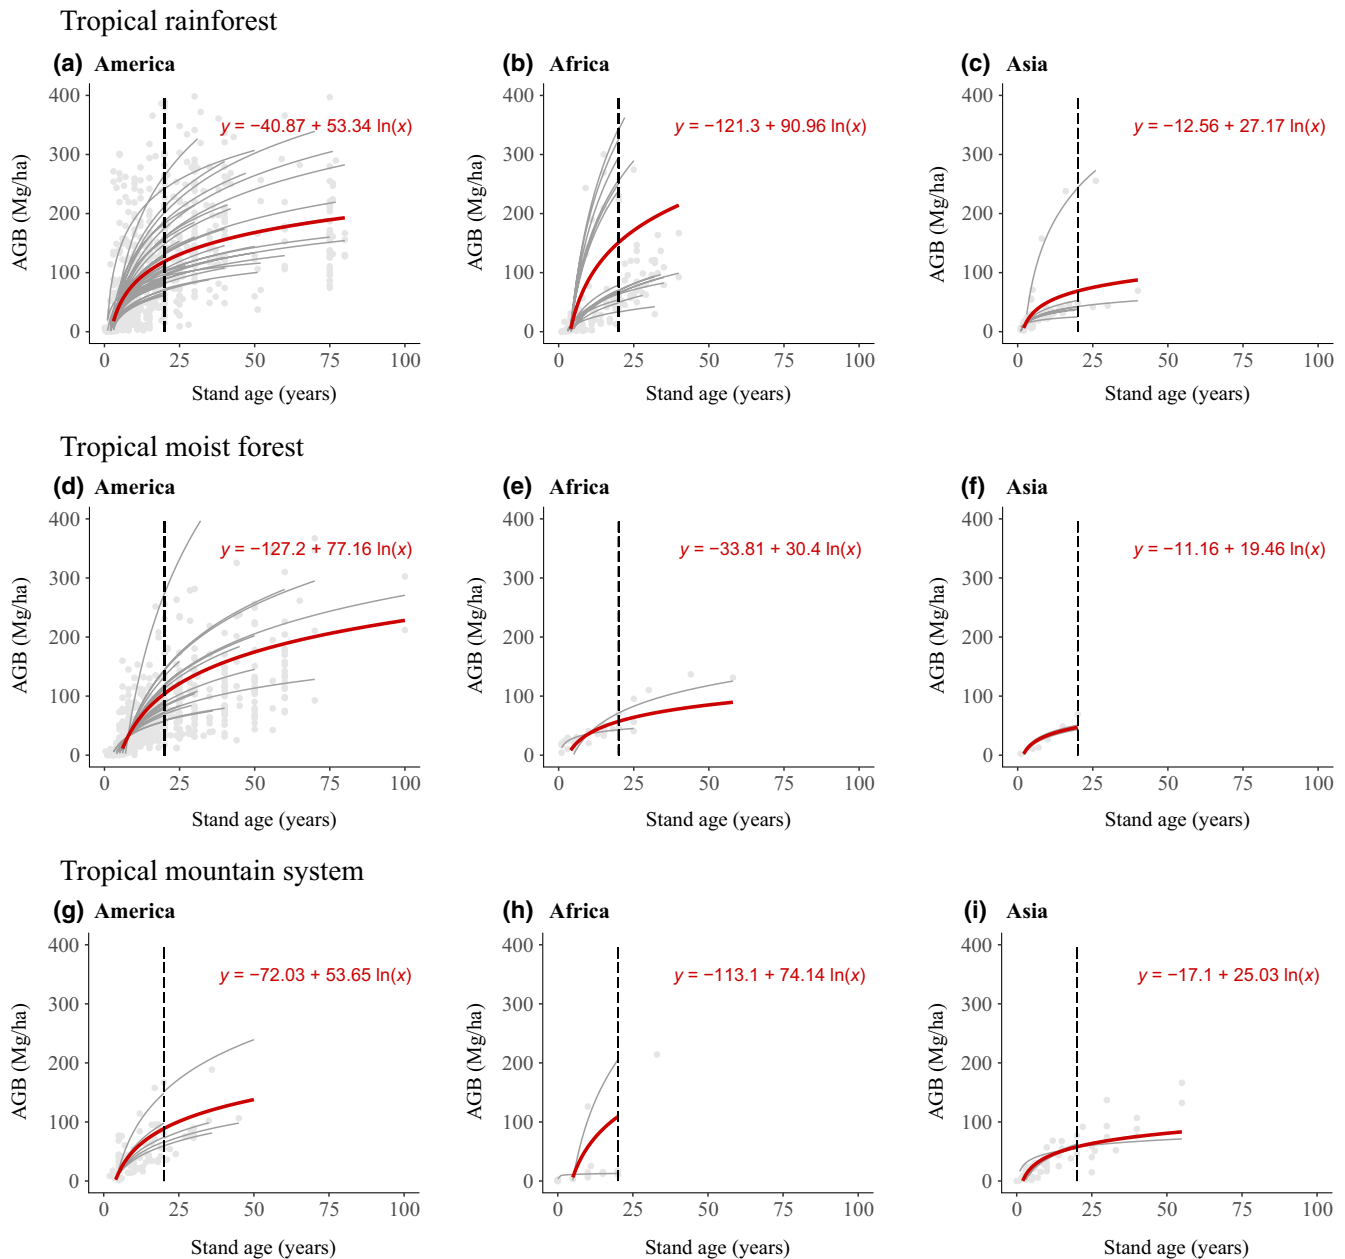 Tropical rainforest
(a) America
(b) Africa
(c) Asia
y = −40.87 + 53.34 ln(x)
y = −121.3 + 90.96 ln(x)
y = −12.56 + 27.17 ln(x)
AGB (Mg/ha)
400
300
200
100
0
0 25 50 75 100
Stand age (years)
AGB (Mg/ha)
400
300
200
100
0
0 25 50 75 100
Stand age (years)
AGB (Mg/ha)
400
300
200
100
0
0 25 50 75 100
Stand age (years)
Tropical moist forest
(d) America
(e) Africa
(f) Asia
y = −127.2 + 77.16 ln(x)
y = −33.81 + 30.4 ln(x)
y = −11.16 + 19.46 ln(x)
AGB (Mg/ha)
400
300
200
100
0
0 25 50 75 100
Stand age (years)
AGB (Mg/ha)
400
300
200
100
0
0 25 50 75 100
Stand age (years)
AGB (Mg/ha)
400
300
200
100
0
0 25 50 75 100
Stand age (years)
Tropical mountain system
(g) America
(h) Africa
(i) Asia
y = −72.03 + 53.65 ln(x)
y = −113.1 + 74.14 ln(x)
y = −17.1 + 25.03 ln(x)
AGB (Mg/ha)
400
300
200
100
0
0 25 50 75 100
Stand age (years)
AGB (Mg/ha)
400
300
200
100
0
0 25 50 75 100
Stand age (years)
AGB (Mg/ha)
400
300
200
100
0
0 25 50 75 100
Stand age (years)